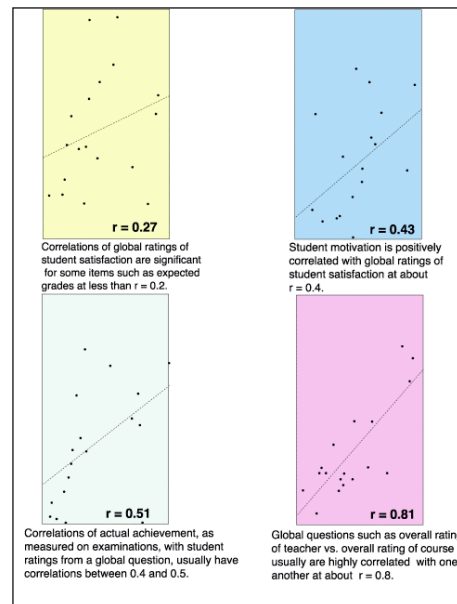 r = 0.27
Correlations of global ratings of
student satisfaction are significant
for some items such as expected
grades at less than r = 0.2.
r = 0.43
Student motivation is positively
correlated with global ratings of
student satisfaction at about
r = 0.4.
r = 0.51
Correlations of actual achievement, as
measured on examinations, with student
ratings from a global question, usually have
correlations between 0.4 and 0.5.
r = 0.81
Global questions such as overall rating
of teacher vs. overall rating of course
usually are highly correlated with one
another at about r = 0.8.